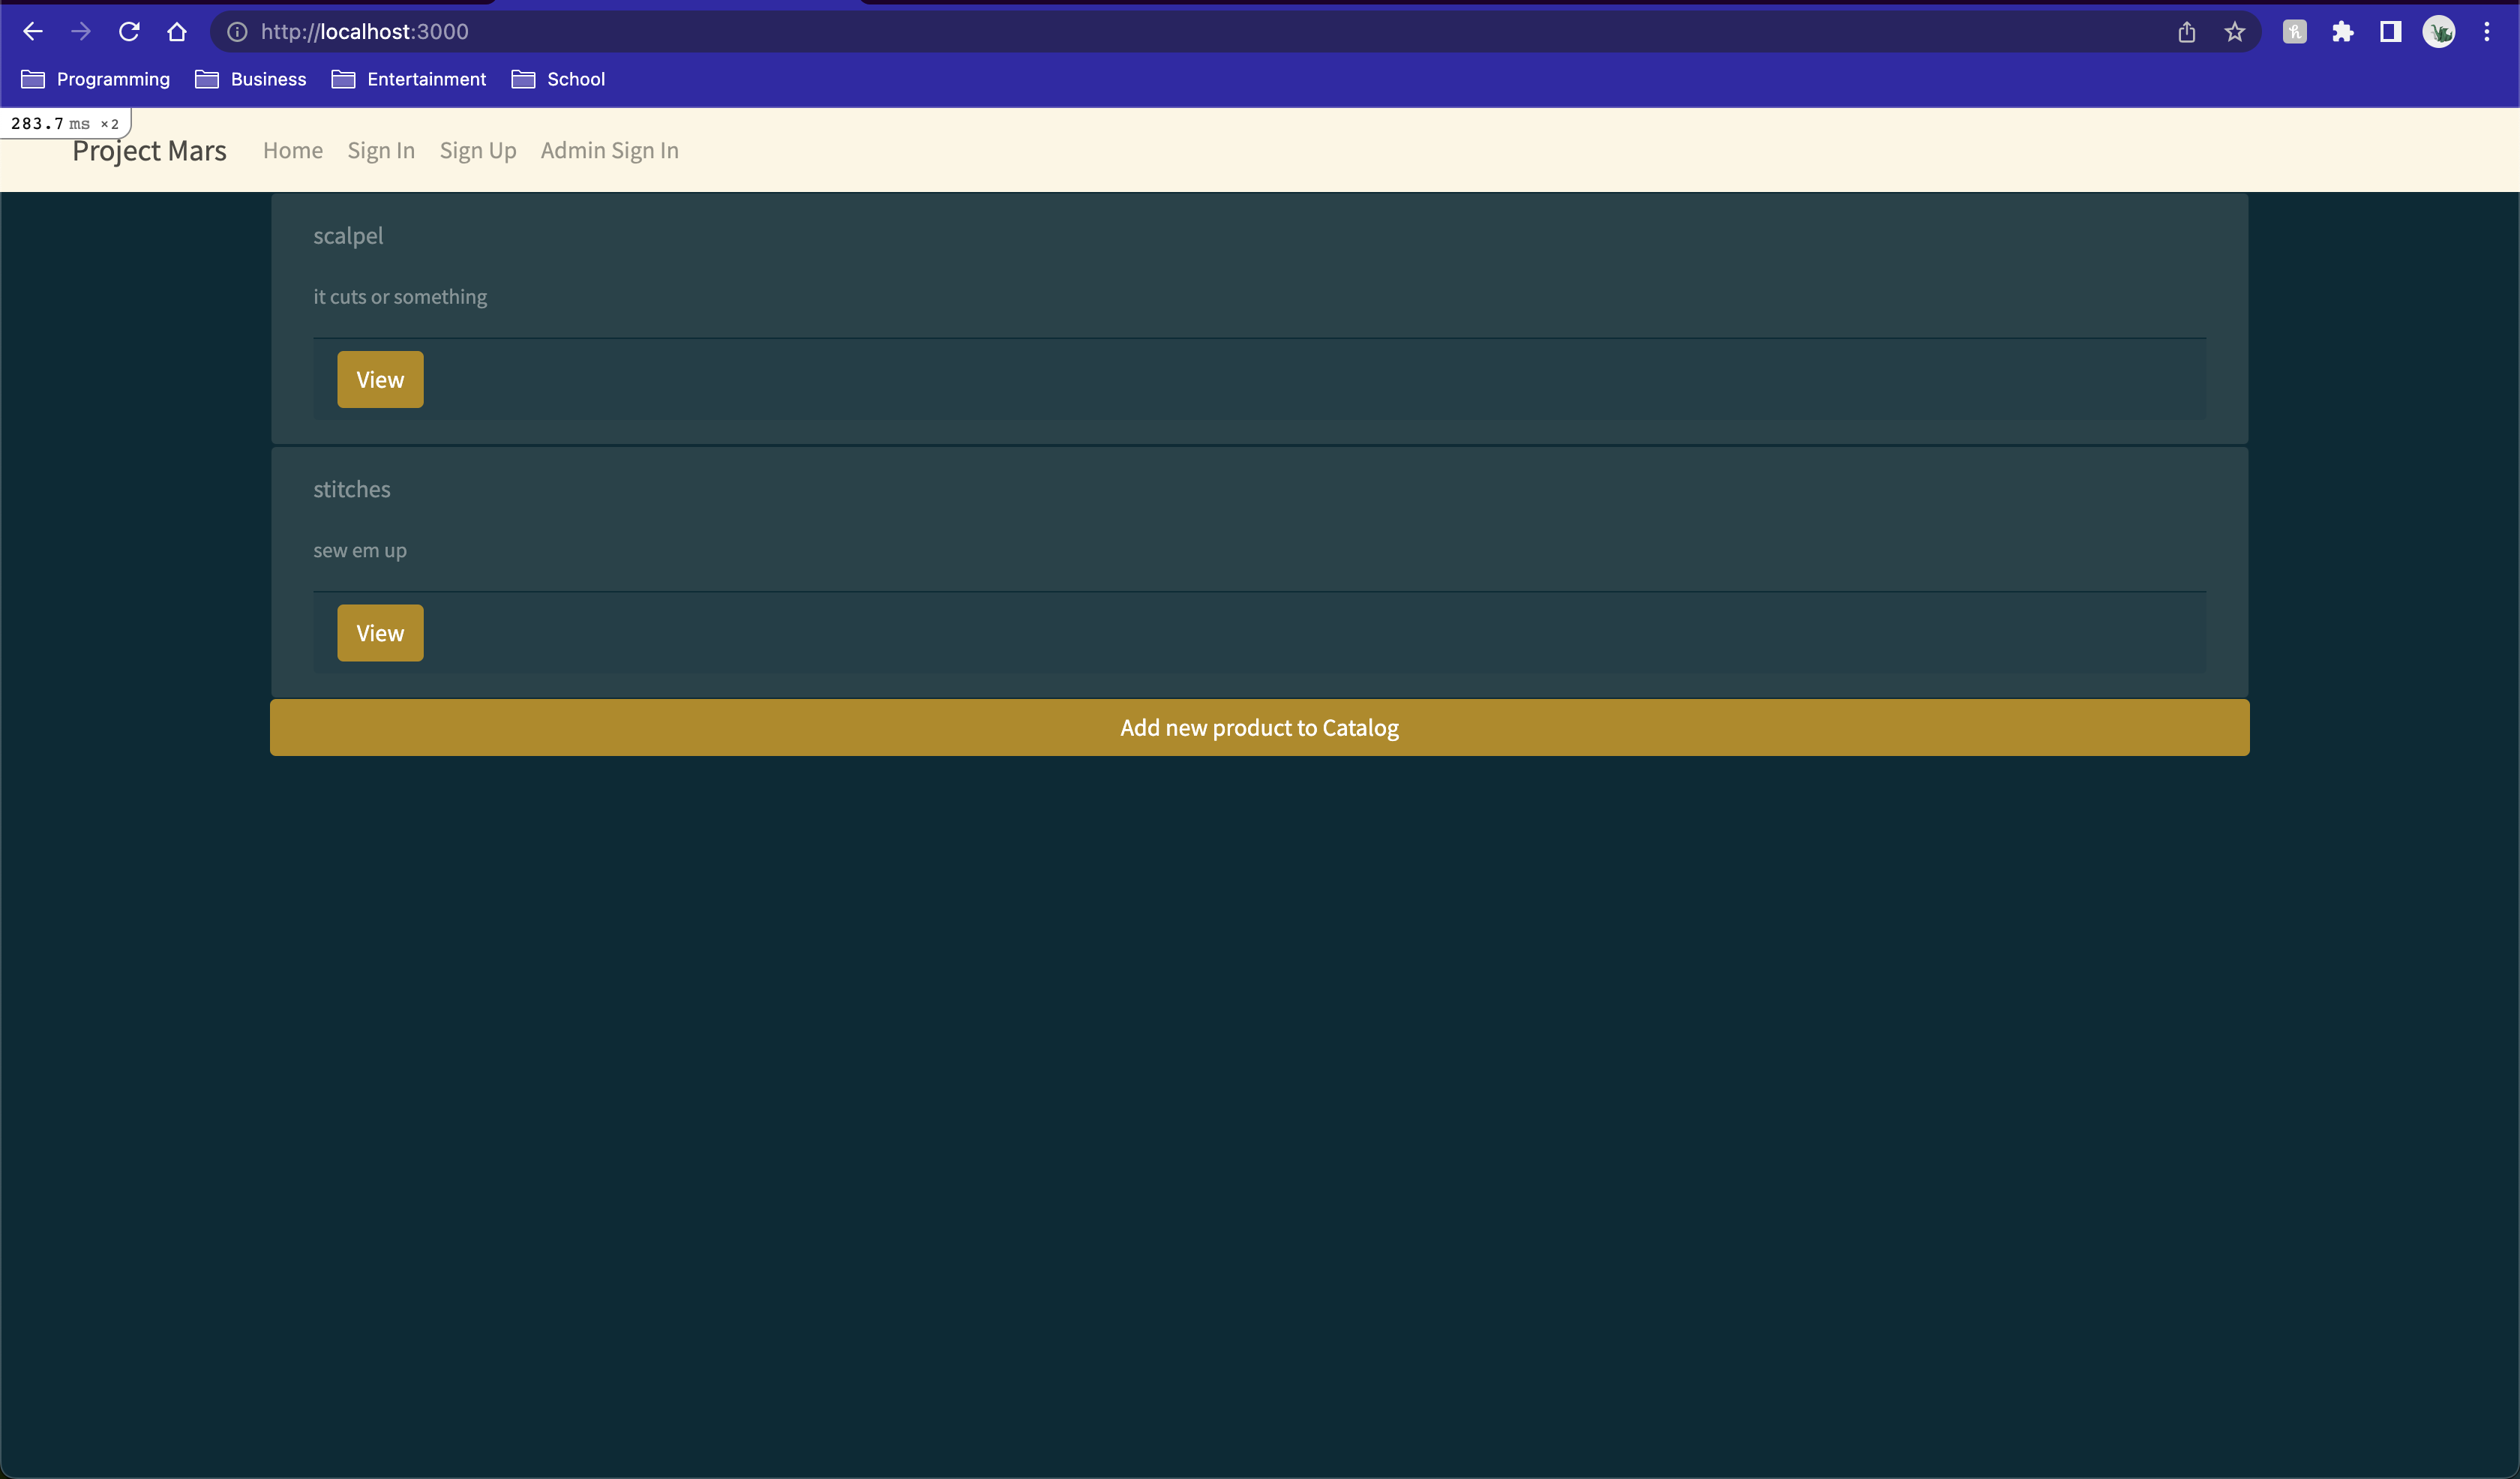 http://localhost:3000
Programming Business Entertainment School
283.7 ms ×2
Project Mars Home Sign In Sign Up Admin Sign In
scalpel
it cuts or something
View
stitches
sew em up
View
Add new product to Catalog